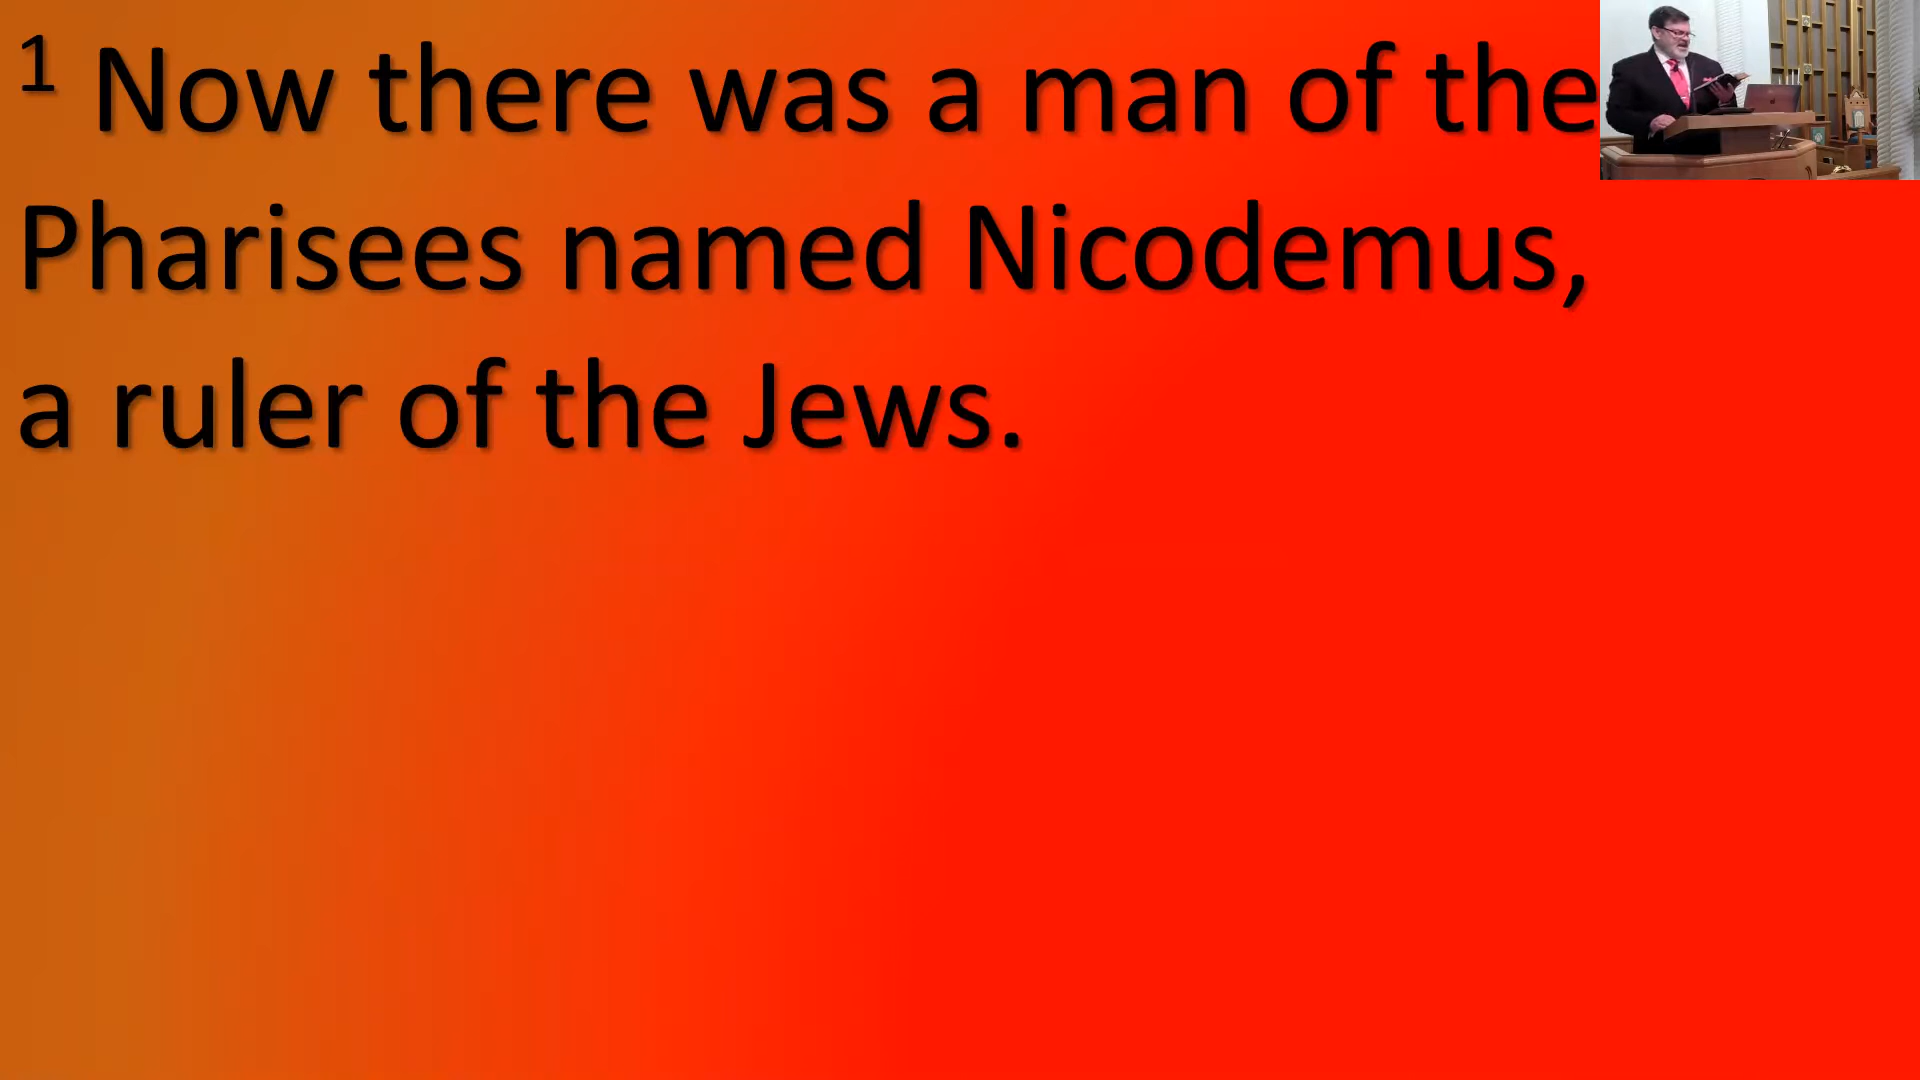 1 Now there was a man of the
Pharisees named Nicodemus,
a ruler of the Jews.